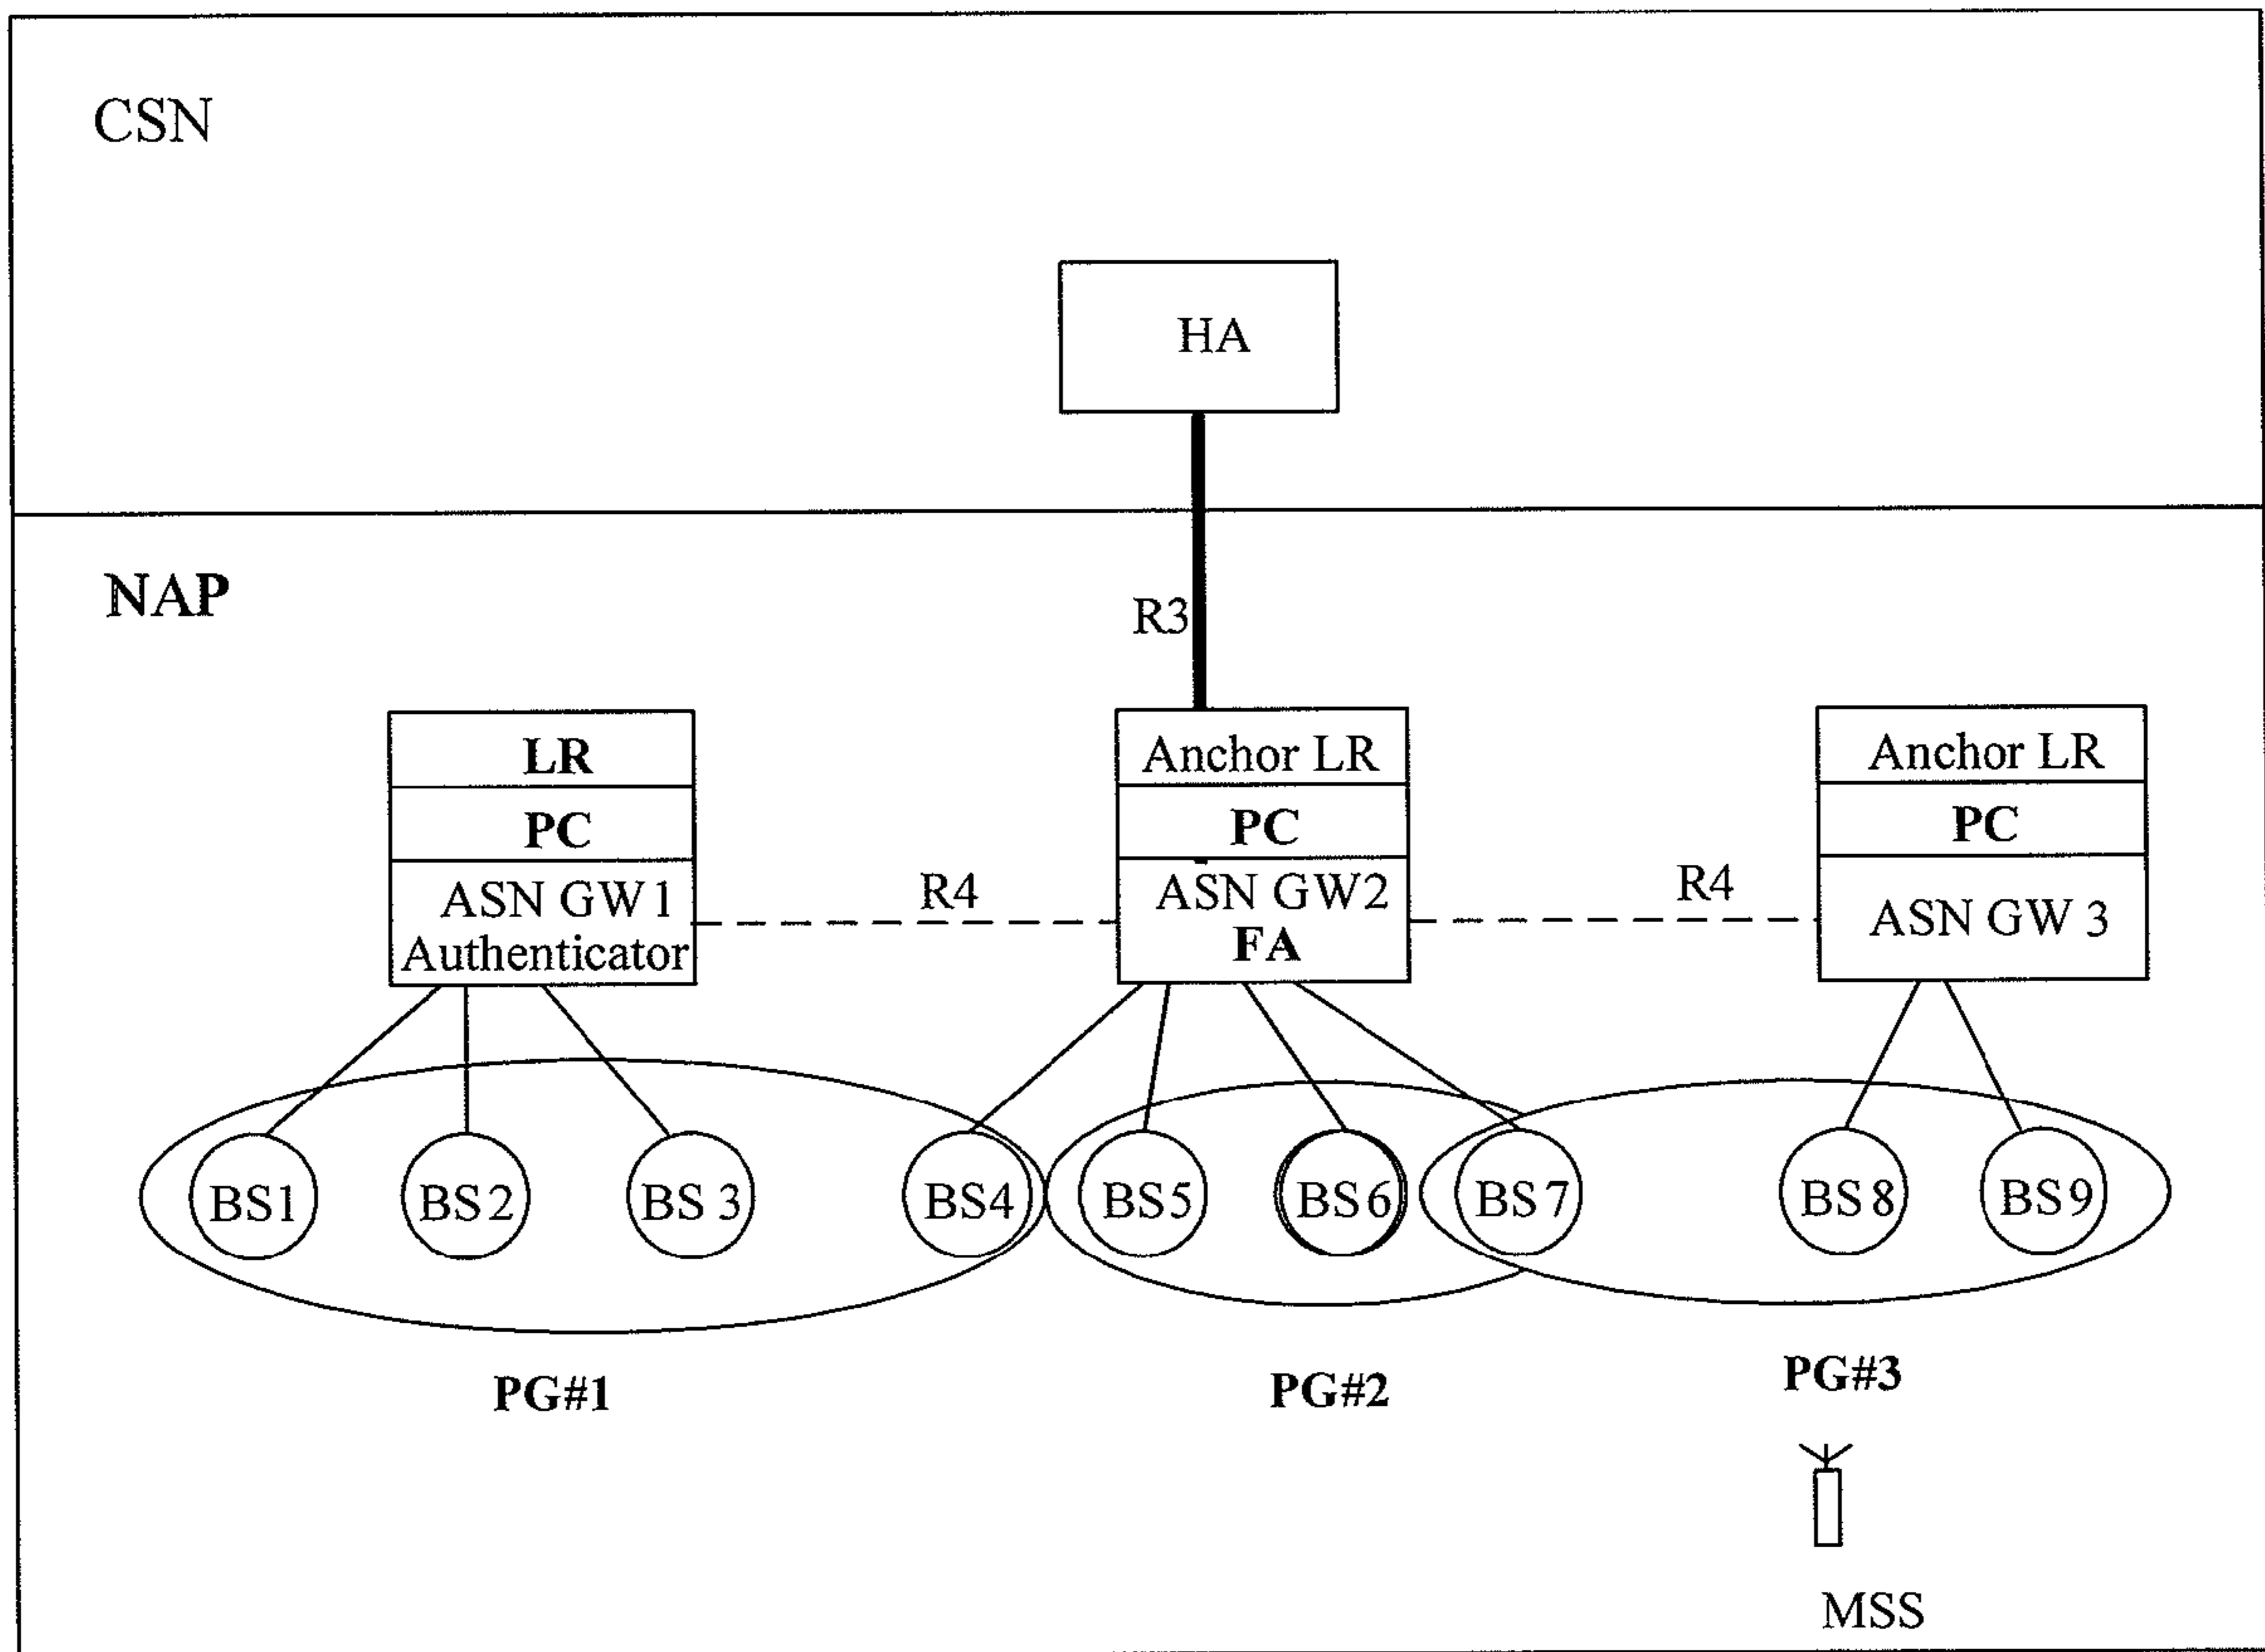 CSN
HA
NAP
R3
LR
PC
ASN GW 1
Authenticator
R4
Anchor LR
PC
ASN GW2
FA
R4
Anchor LR
PC
ASN GW 3
BS1
BS2
BS 3
BS4
BS5
BS6
BS7
BS8
BS9
PG#1
PG#2
PG#3
MSS